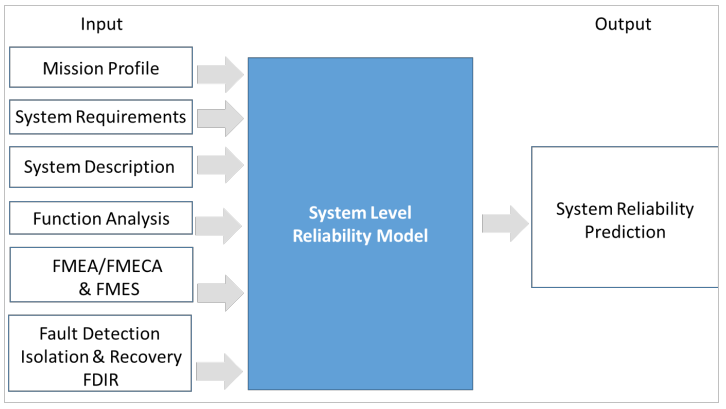 Input
Output
Mission Profile
System Requirements
System Description
Function Analysis
FMEA/FMECA
& FMES
Fault Detection
Isolation & Recovery
FDIR
System Level
Reliability Model
System Reliability
Prediction